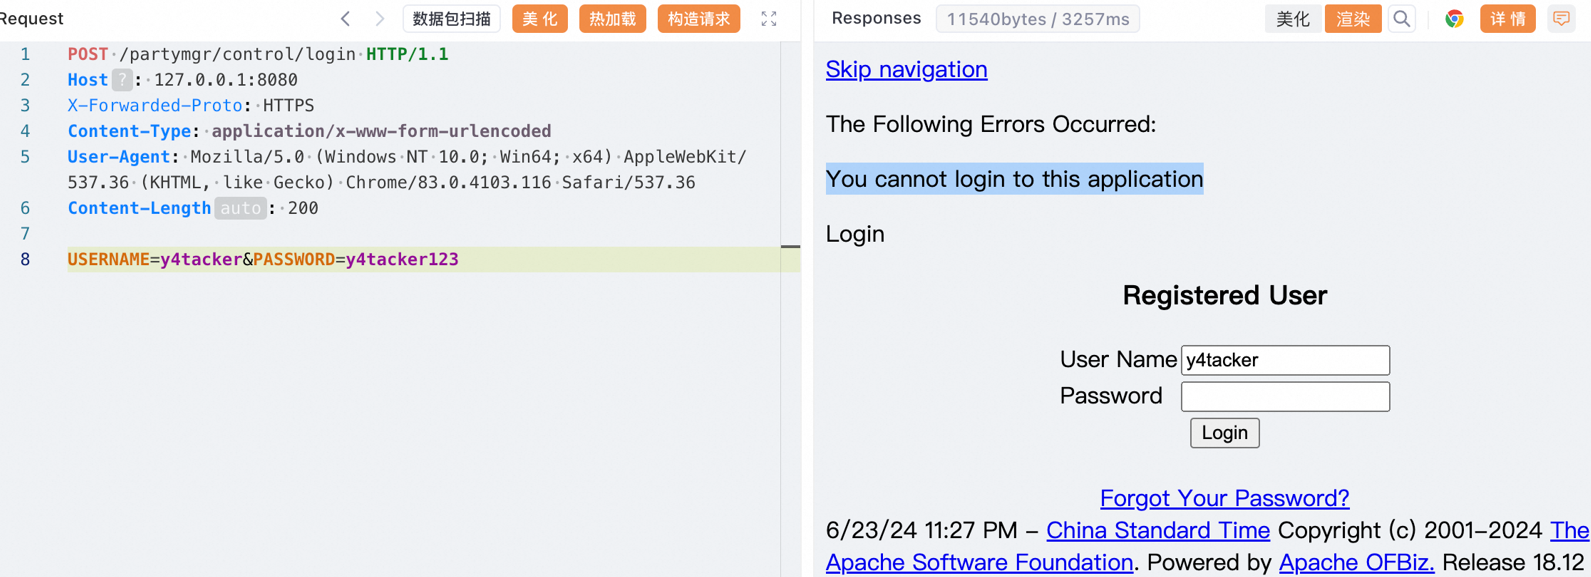 Request
数据包扫描
美 化
热加载
构造请求
1 POST /partymgr/control/login HTTP/1.1
2 Host ? : 127.0.0.1:8080
3 X-Forwarded-Proto: HTTPS
4 Content-Type: application/x-www-form-urlencoded
5 User-Agent: Mozilla/5.0 (Windows NT 10.0; Win64; x64) AppleWebKit/
537.36 (KHTML, like Gecko) Chrome/83.0.4103.116 Safari/537.36
6 Content-Length auto : 200
7
8 USERNAME=y4tacker&PASSWORD=y4tacker123
Responses
11540bytes / 3257ms
美化
渲染
详 情
Skip navigation
The Following Errors Occurred:
You cannot login to this application
Login
Registered User
User Name y4tacker
Password
Login
Forgot Your Password?
6/23/24 11:27 PM - China Standard Time Copyright (c) 2001-2024 The
Apache Software Foundation. Powered by Apache OFBiz. Release 18.12